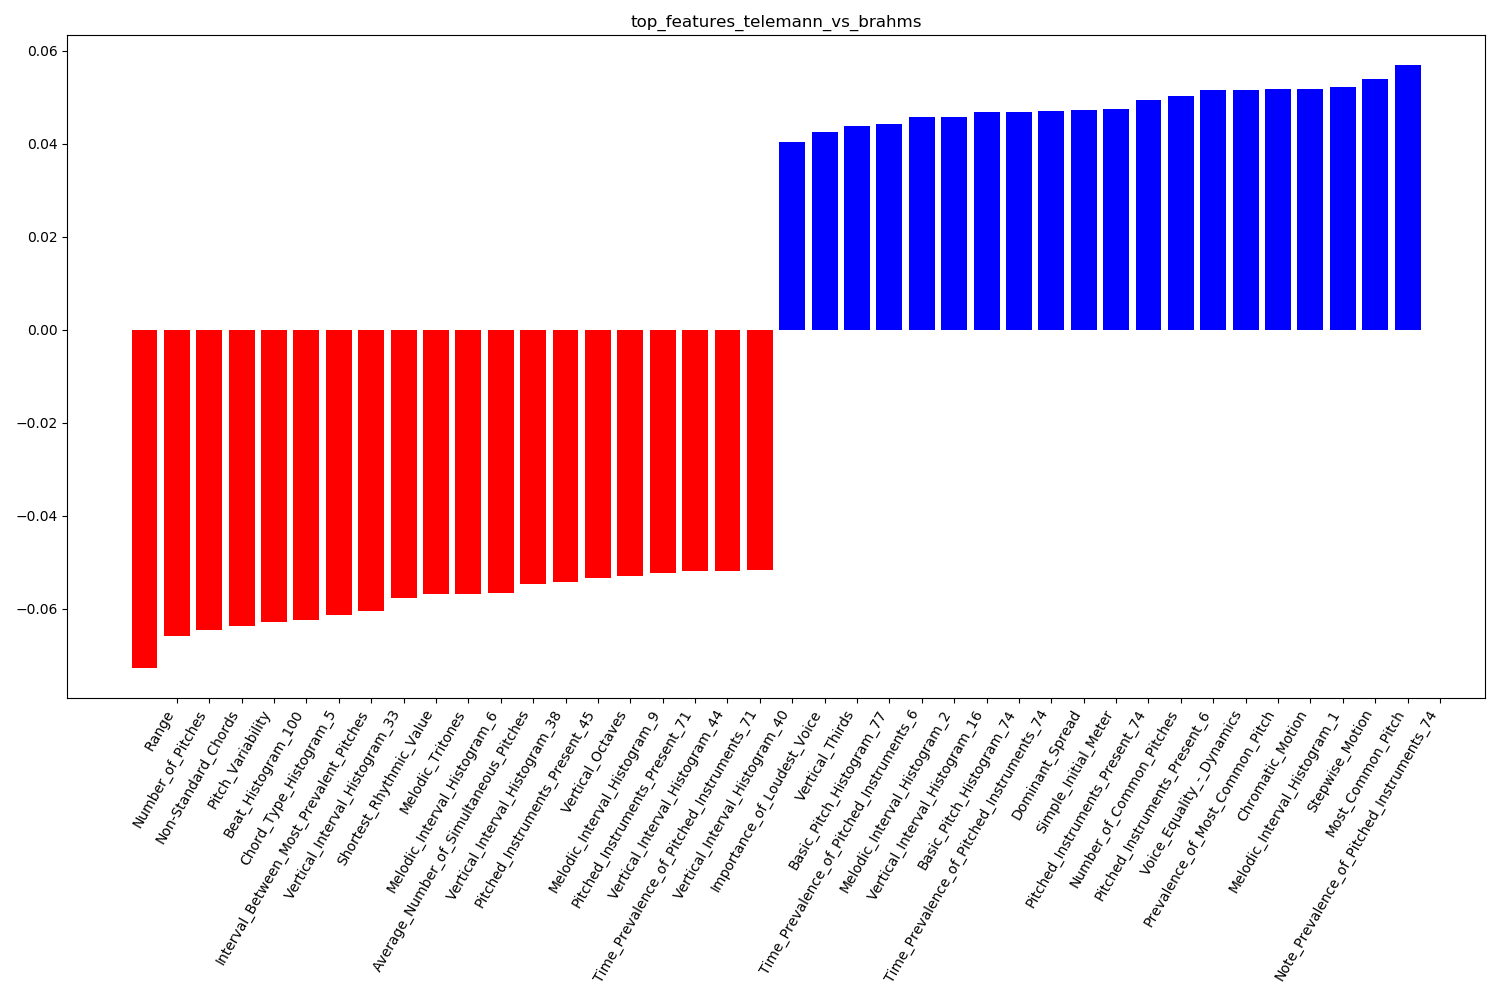 top_features_telemann_vs_brahms
0.06
0.04
0.02
0.00
−0.02
−0.04
−0.06
Range
Number_of_Pitches
Non-Standard_Chords
Pitch_Variability
Beat_Histogram_100
Chord_Type_Histogram_5
Interval_Between_Most_Prevalent_Pitches
Vertical_Interval_Histogram_33
Shortest_Rhythmic_Value
Melodic_Tritones
Melodic_Interval_Histogram_6
Average_Number_of_Simultaneous_Pitches
Vertical_Interval_Histogram_38
Pitched_Instruments_Present_45
Vertical_Octaves
Melodic_Interval_Histogram_9
Pitched_Instruments_Present_71
Vertical_Interval_Histogram_44
Time_Prevalence_of_Pitched_Instruments_71
Vertical_Interval_Histogram_40
Importance_of_Loudest_Voice
Vertical_Thirds
Basic_Pitch_Histogram_77
Time_Prevalence_of_Pitched_Instruments_6
Melodic_Interval_Histogram_2
Vertical_Interval_Histogram_16
Basic_Pitch_Histogram_74
Time_Prevalence_of_Pitched_Instruments_74
Dominant_Spread
Simple_Initial_Meter
Pitched_Instruments_Present_74
Number_of_Common_Pitches
Pitched_Instruments_Present_6
Voice_Equality_-_Dynamics
Prevalence_of_Most_Common_Pitch
Chromatic_Motion
Melodic_Interval_Histogram_1
Stepwise_Motion
Most_Common_Pitch
Note_Prevalence_of_Pitched_Instruments_74